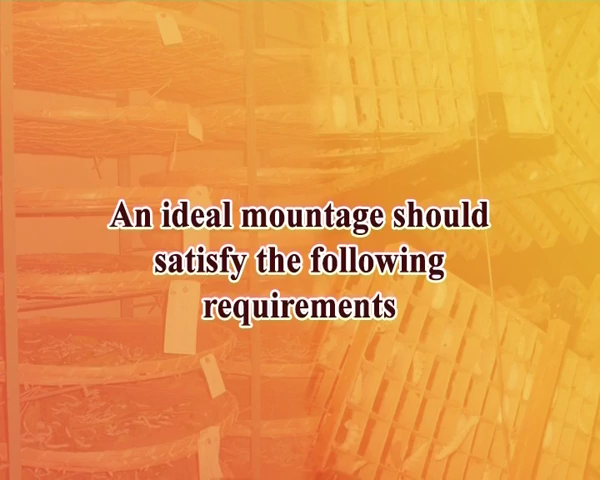 An ideal mountage should
satisfy the following
requirements